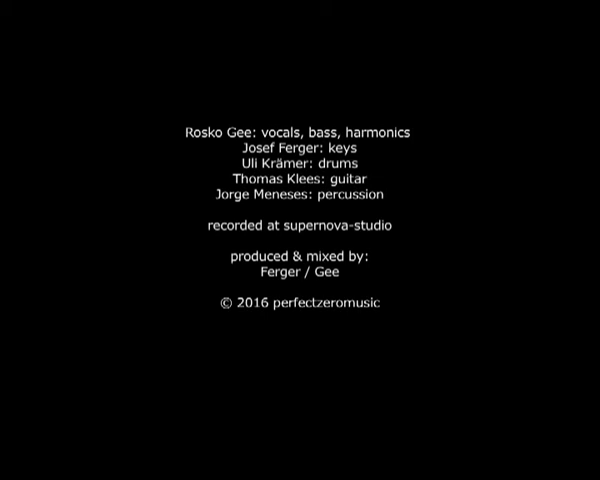 Rosko Gee: vocals, bass, harmonics
Josef Ferger: keys
Uli Krämer: drums
Thomas Klees: guitar
Jorge Meneses: percussion
recorded at supernova-studio
produced & mixed by:
Ferger / Gee
© 2016 perfectzeromusic